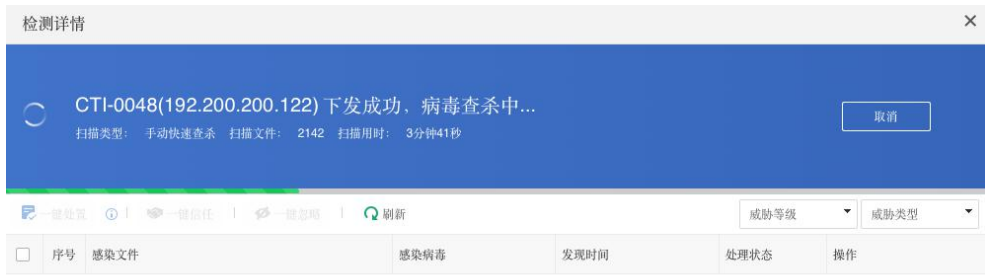 检测详情
CTI-0048(192.200.200.122)下发成功，病毒查杀中...
取消
扫描类型： 手动快速查杀 扫描文件： 2142 扫描用时： 3分钟41秒
一键处置 一键信任 一键忽略 刷新 威胁等级 威胁类型
序号 感染文件 感染病毒 发现时间 处理状态 操作